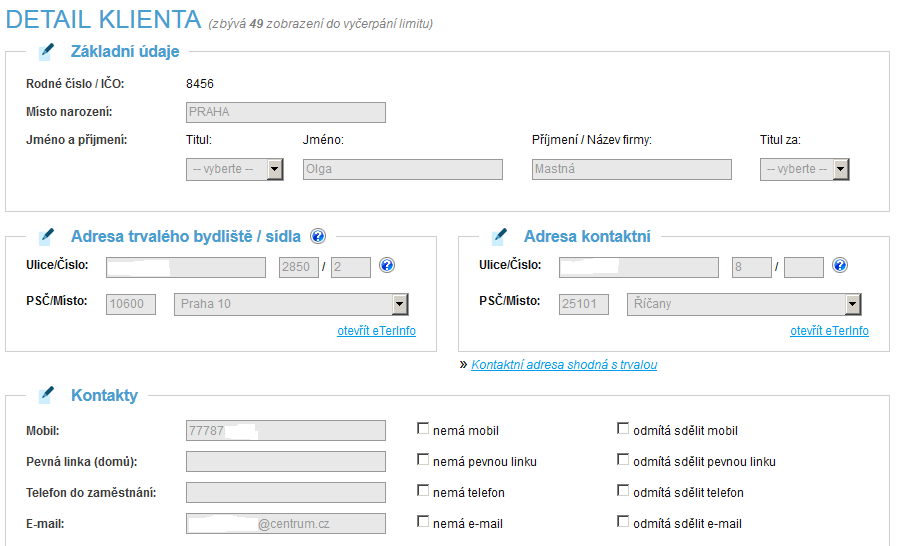 DETAIL KLIENTA (zbývá 49 zobrazení do vyčerpání limitu)
Základní údaje
Rodné číslo / IČO: 8456
Místo narození: PRAHA
Jméno a příjmení: Titul: Jméno: Příjmení / Název firmy: Titul za:
-- vyberte -- Olga Mastná -- vyberte --
Adresa trvalého bydliště / sídla ?
Ulice/Číslo: 2850 / 2 ?
PSČ/Místo: 10600 Praha 10
otevřít eTerInfo
Adresa kontaktní
Ulice/Číslo: 8 / ?
PSČ/Místo: 25101 Říčany
otevřít eTerInfo
» Kontaktní adresa shodná s trvalou
Kontakty
Mobil: 77787 nemá mobil odmítá sdělit mobil
Pevná linka (domů): nemá pevnou linku odmítá sdělit pevnou linku
Telefon do zaměstnání: nemá telefon odmítá sdělit telefon
E-mail: @centrum.cz nemá e-mail odmítá sdělit e-mail